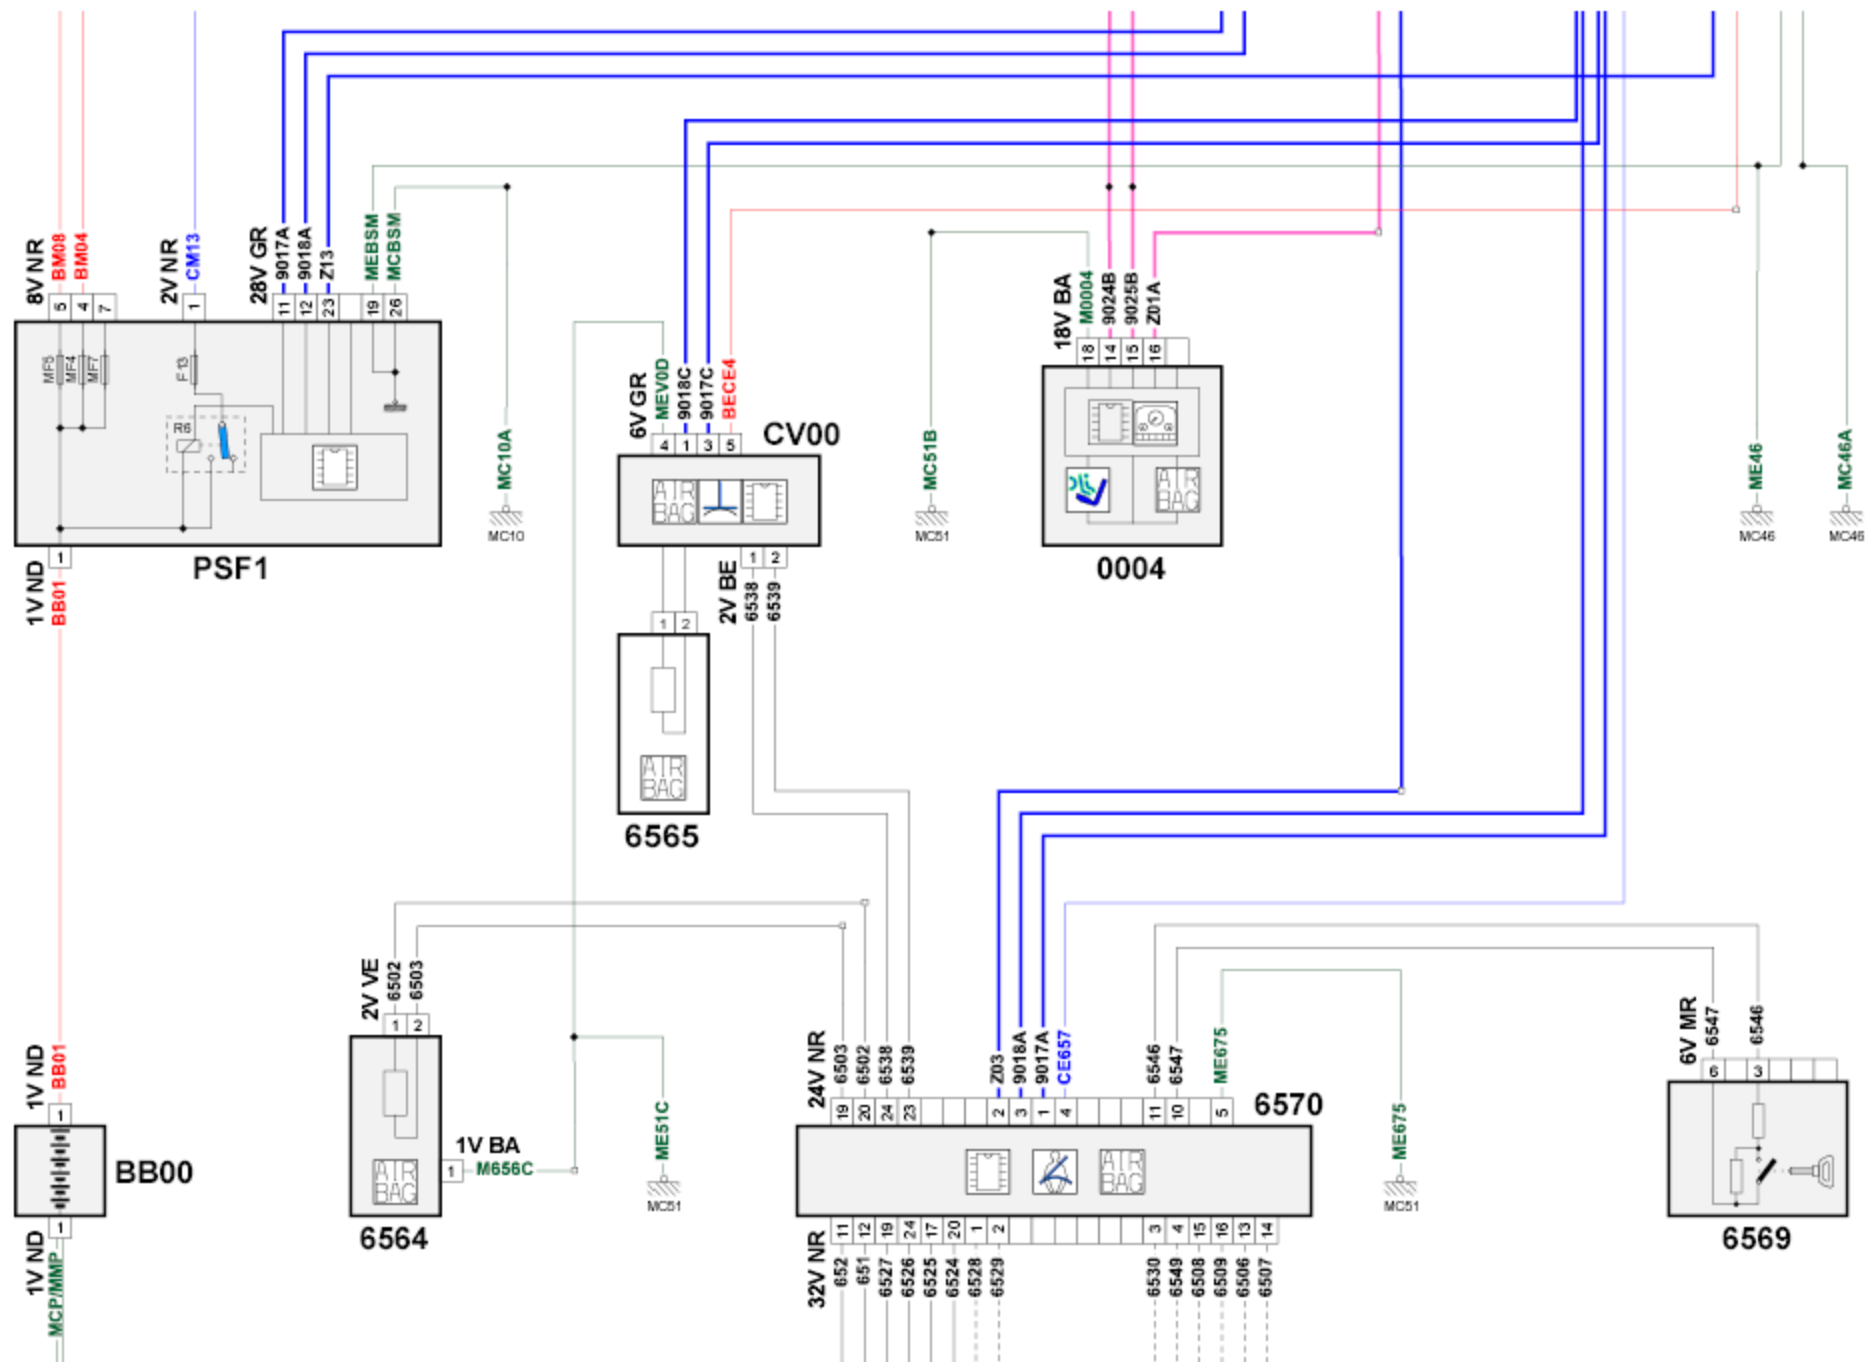 8V NR
BM08
BM04
2V NR
CM13
28V GR
9017A
9018A
Z13
MEBSM
MCBSM
5
4
7
1
11
12
23
19
26
MF5
MF4
MF7
F13
R6
1
PSF1
1V ND
BB01
MC10A
MC10
6V GR
MEV0D
9018C
9017C
BECE4
4
1
3
5
CV00
AIR
BAG
1
2
2V BE
6538
6539
1
2
AIR
BAG
6565
MC51B
MC51
18V BA
M0004
9024B
9025B
Z01A
18
14
15
16
AIR
BAG
0004
ME46
MC46
MC46A
MC46
1V ND
BB01
1
BB00
1
1V ND
MCP/MMP
2V VE
6502
6503
1
2
1V BA
1
M656C
AIR
BAG
6564
ME51C
MC51
24V NR
6503
6502
6538
6539
Z03
9018A
9017A
CE657
6546
6547
ME675
19
20
24
23
2
3
1
4
11
10
5
6570
AIR
BAG
11
12
19
24
17
20
1
2
3
4
15
16
13
14
32V NR
652
651
6527
6526
6525
6524
6528
6529
6530
6549
6508
6509
6506
6507
ME675
MC51
6V MR
6547
6546
6
3
6569